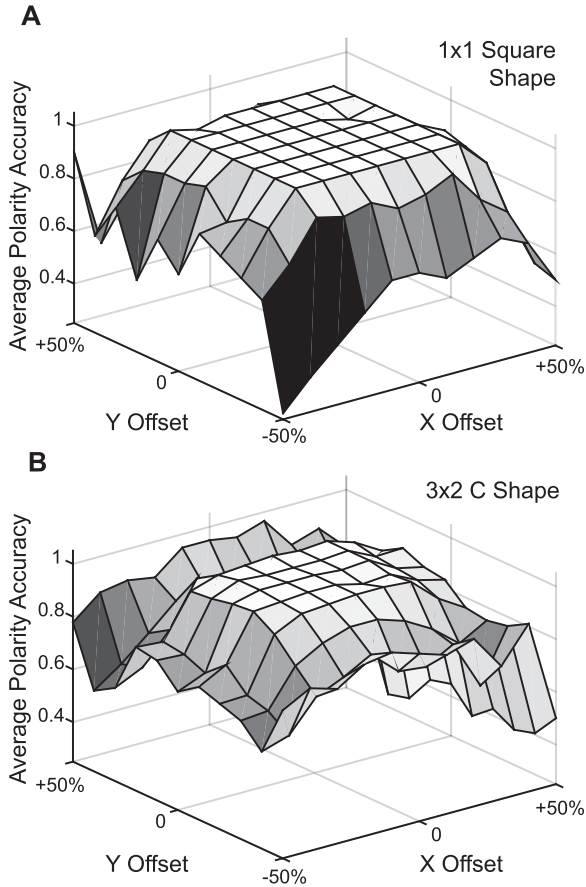 A
1x1 Square
Shape
Average Polarity Accuracy
1
0.8
0.6
0.4
+50%
0
-50%
0
+50%
Y Offset
X Offset
B
3x2 C Shape
Average Polarity Accuracy
1
0.8
0.6
0.4
+50%
0
-50%
0
+50%
Y Offset
X Offset